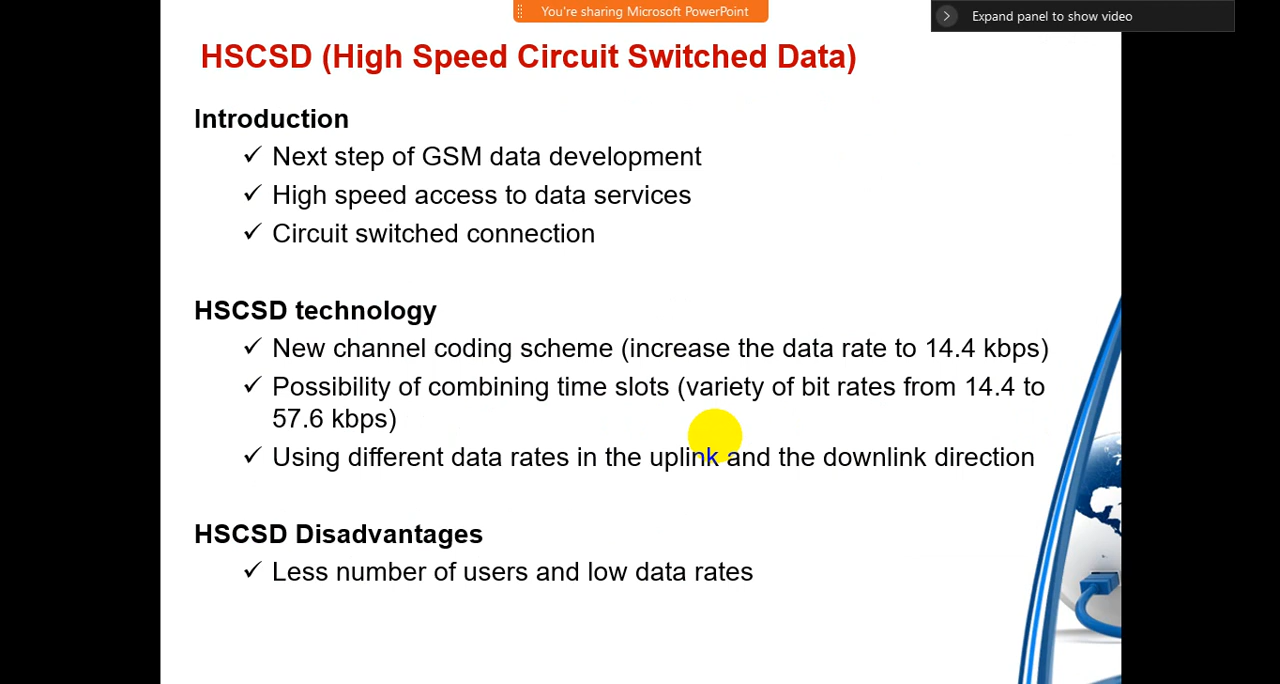 You're sharing Microsoft PowerPoint
Expand panel to show video
HSCSD (High Speed Circuit Switched Data)
Introduction
✓ Next step of GSM data development
✓ High speed access to data services
✓ Circuit switched connection
HSCSD technology
✓ New channel coding scheme (increase the data rate to 14.4 kbps)
✓ Possibility of combining time slots (variety of bit rates from 14.4 to
57.6 kbps)
✓ Using different data rates in the uplink and the downlink direction
HSCSD Disadvantages
✓ Less number of users and low data rates